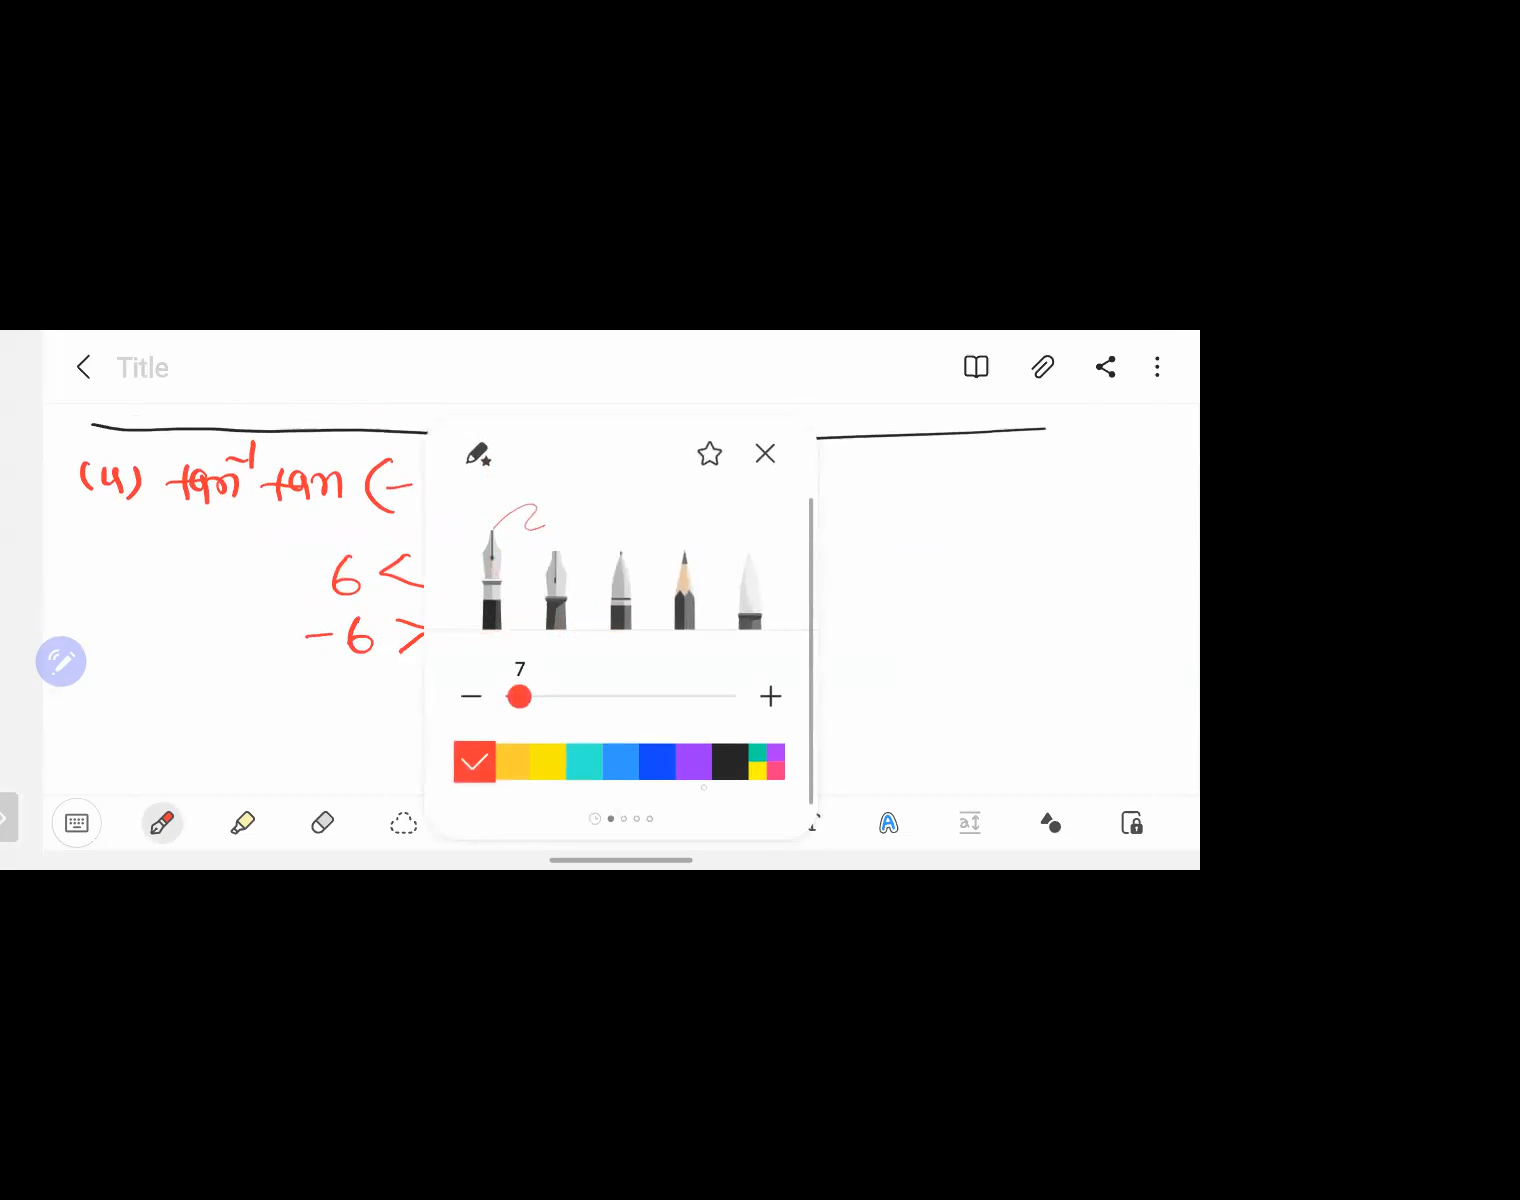 Title
(4) tan⁻¹ tan (-
6 <
-6 >
7
A
a